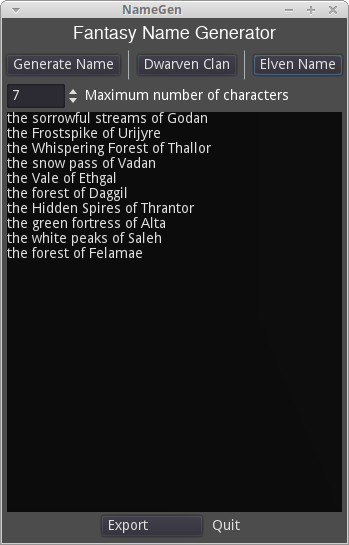 NameGen
Fantasy Name Generator
Generate Name Dwarven Clan Elven Name
7 Maximum number of characters
the sorrowful streams of Godan
the Frostspike of Urijyre
the Whispering Forest of Thallor
the snow pass of Vadan
the Vale of Ethgal
the forest of Daggil
the Hidden Spires of Thrantor
the green fortress of Alta
the white peaks of Saleh
the forest of Felamae
Export Quit